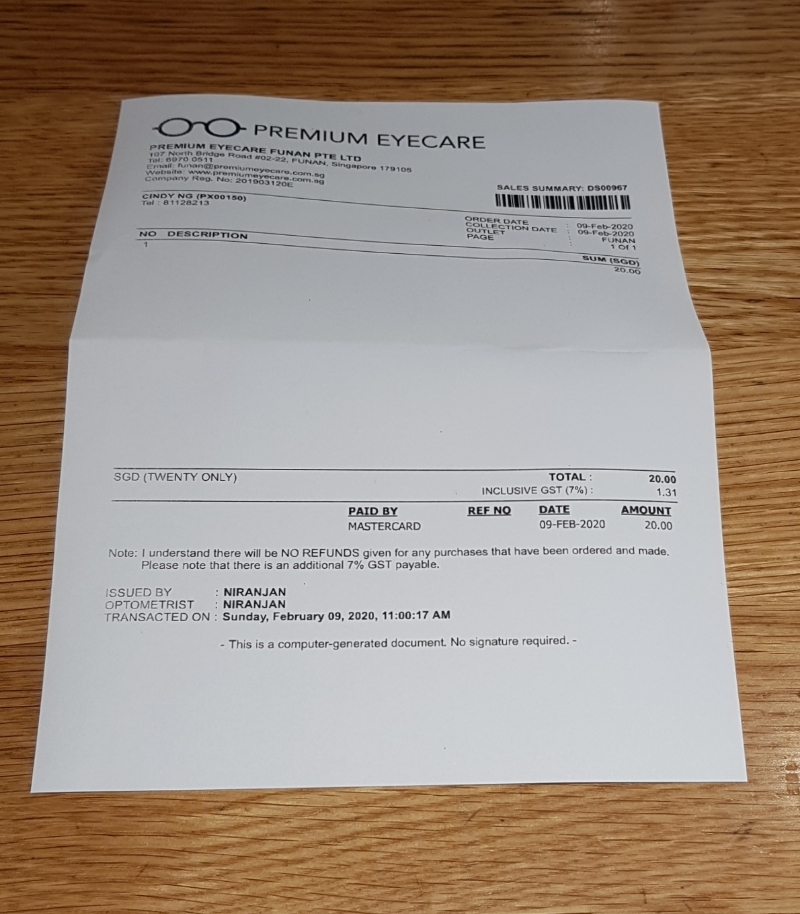 PREMIUM EYECARE
PREMIUM EYECARE FUNAN PTE LTD
107 North Bridge Road #02-22, FUNAN, Singapore 179105
Tel: 6970 0511
Email: funan@premiumeyecare.com.sg
Website: www.premiumeyecare.com.sg
Company Reg. No: 201903120E
SALES SUMMARY: DS00967
CINDY NG (PX00150)
Tel : 81126213
ORDER DATE : 09-Feb-2020
COLLECTION DATE : 09-Feb-2020
OUTLET : FUNAN
PAGE : 1 Of 1
NO DESCRIPTION SUM (SGD)
1 20.00
SGD (TWENTY ONLY) TOTAL : 20.00
INCLUSIVE GST (7%) : 1.31
PAID BY REF NO DATE AMOUNT
MASTERCARD 09-FEB-2020 20.00
Note: I understand there will be NO REFUNDS given for any purchases that have been ordered and made.
Please note that there is an additional 7% GST payable.
ISSUED BY : NIRANJAN
OPTOMETRIST : NIRANJAN
TRANSACTED ON : Sunday, February 09, 2020, 11:00:17 AM
- This is a computer-generated document. No signature required. -